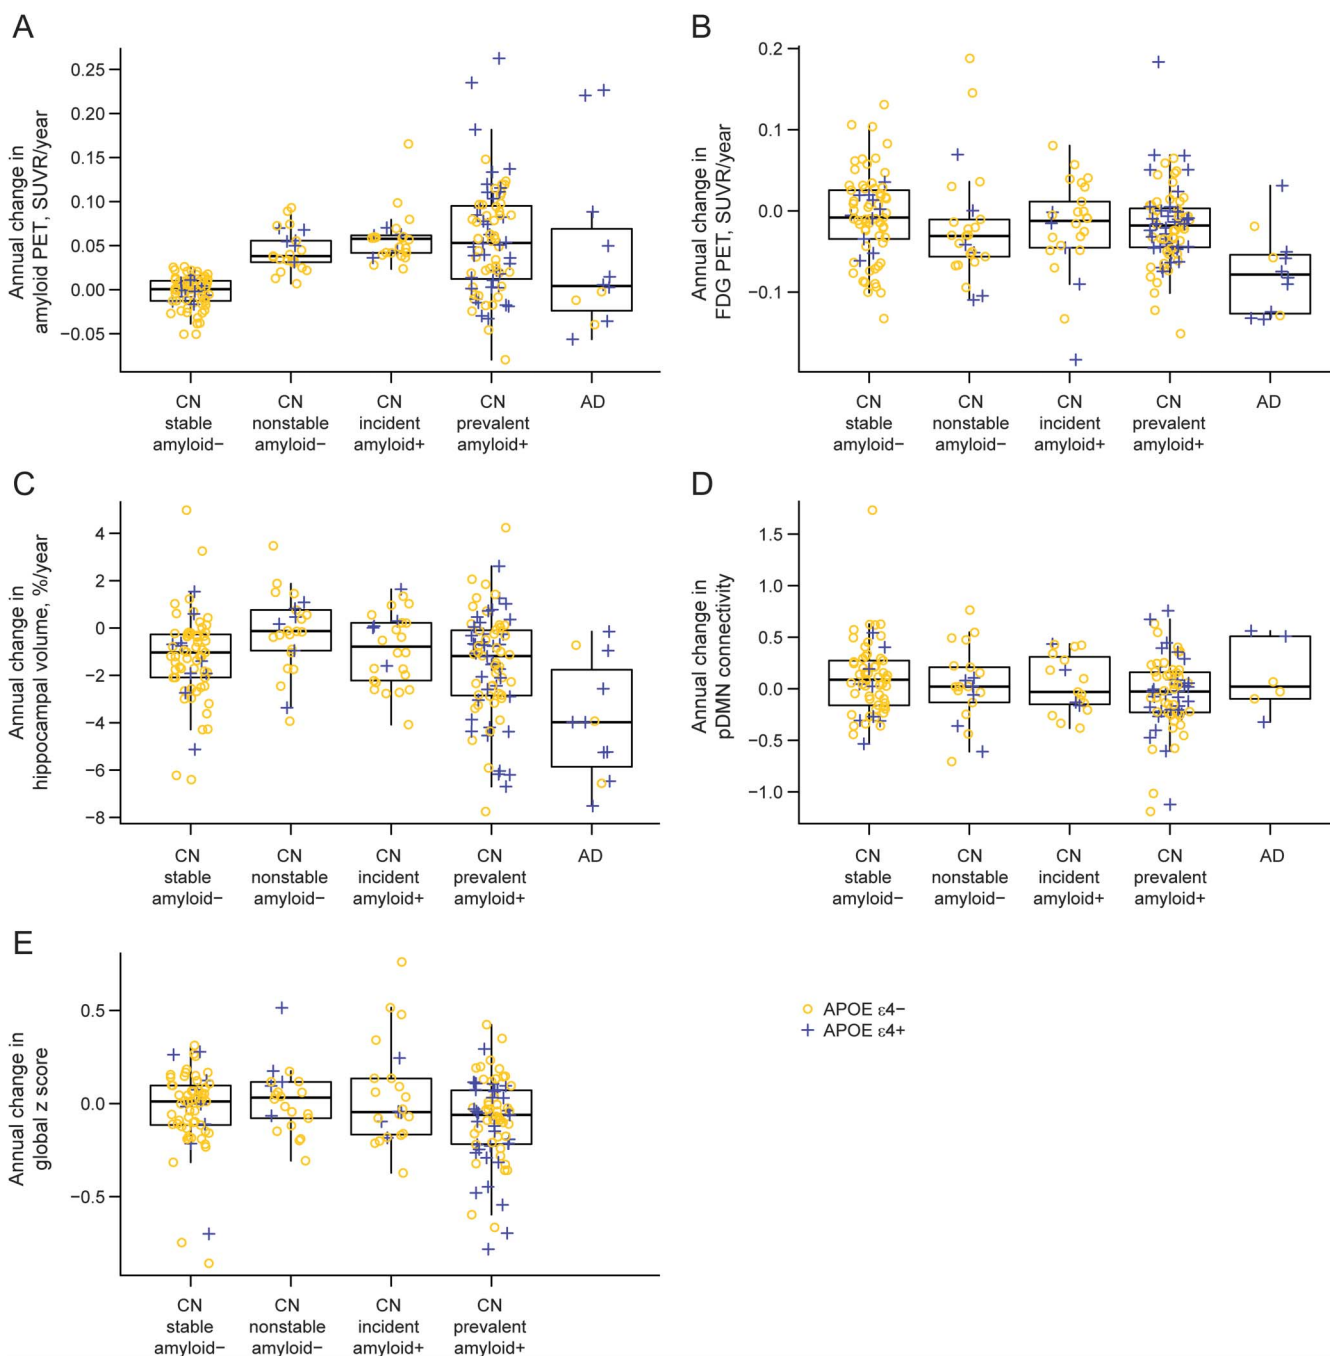 A
Annual change in
amyloid PET, SUVR/year
0.25
0.20
0.15
0.10
0.05
0.00
−0.05
CN
stable
amyloid−
CN
nonstable
amyloid−
CN
incident
amyloid+
CN
prevalent
amyloid+
AD
B
Annual change in
FDG PET, SUVR/year
0.2
0.1
0.0
−0.1
CN
stable
amyloid−
CN
nonstable
amyloid−
CN
incident
amyloid+
CN
prevalent
amyloid+
AD
C
Annual change in
hippocampal volume, %/year
4
2
0
−2
−4
−6
−8
CN
stable
amyloid−
CN
nonstable
amyloid−
CN
incident
amyloid+
CN
prevalent
amyloid+
AD
D
Annual change in
pDMN connectivity
1.5
1.0
0.5
0.0
−0.5
−1.0
CN
stable
amyloid−
CN
nonstable
amyloid−
CN
incident
amyloid+
CN
prevalent
amyloid+
AD
E
Annual change in
global z score
0.5
0.0
−0.5
CN
stable
amyloid−
CN
nonstable
amyloid−
CN
incident
amyloid+
CN
prevalent
amyloid+
APOE ε4−
APOE ε4+